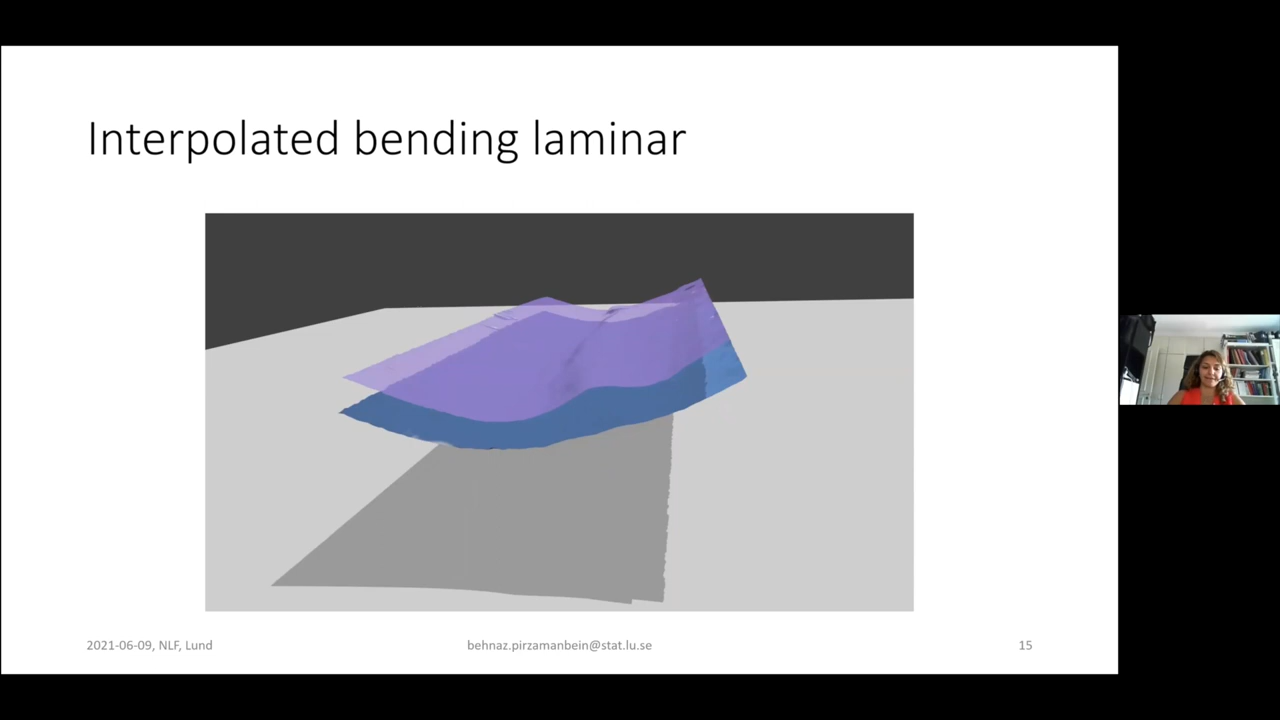 Interpolated bending laminar
2021-06-09, NLF, Lund
behnaz.pirzamanbein@stat.lu.se
15